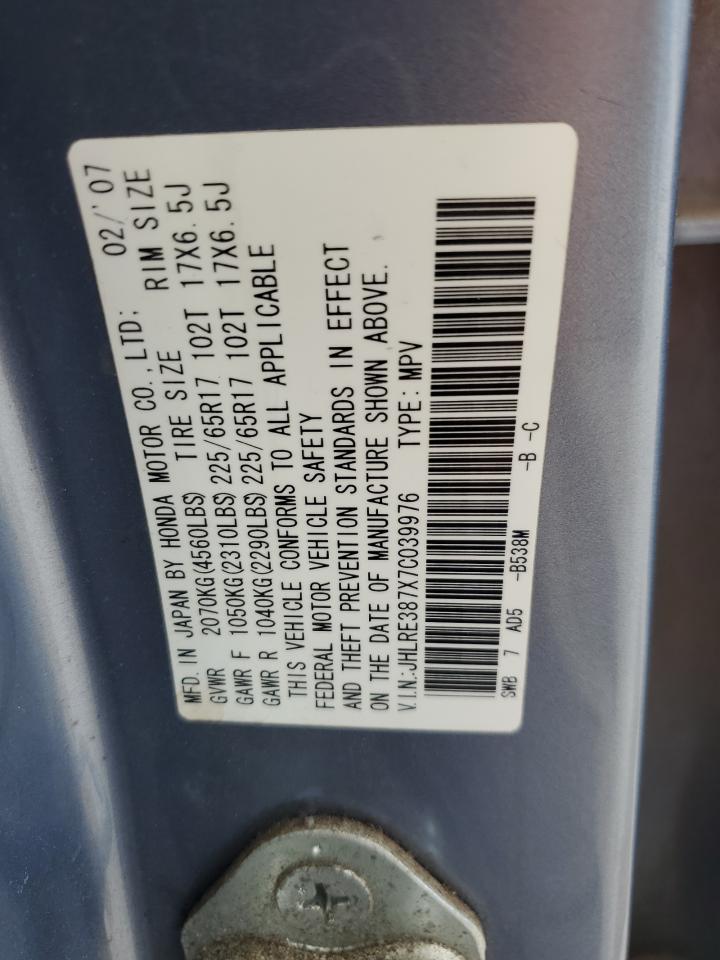 MFD. IN JAPAN BY HONDA MOTOR CO.,LTD: 02/'07
GVWR 2070KG(4560LBS) TIRE SIZE RIM SIZE
GAWR F 1050KG(2310LBS) 225/65R17 102T 17X6.5J
GAWR R 1040KG(2290LBS) 225/65R17 102T 17X6.5J
THIS VEHICLE CONFORMS TO ALL APPLICABLE
FEDERAL MOTOR VEHICLE SAFETY
AND THEFT PREVENTION STANDARDS IN EFFECT
ON THE DATE OF MANUFACTURE SHOWN ABOVE.
V.I.N.:JHLRE387X7C039976 TYPE:MPV
SWB 7 AD5 -B538M -B -C